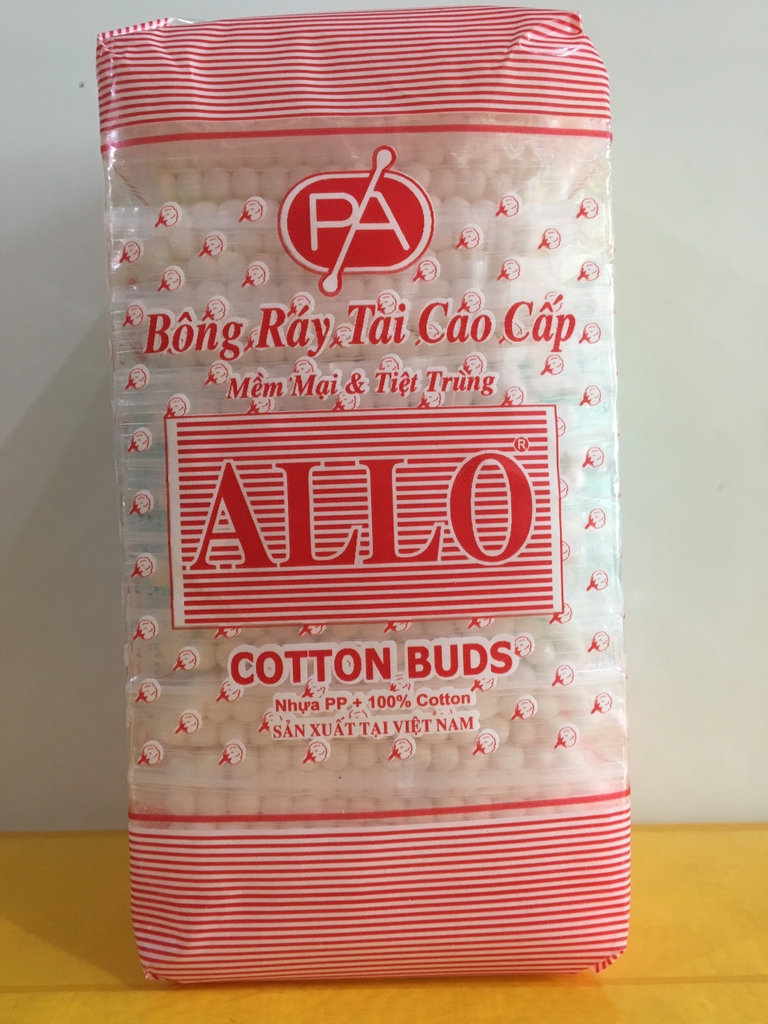 PA
Bông Ráy Tai Cao Cấp
Mềm Mại & Tiệt Trùng
ALLO®
COTTON BUDS
Nhựa PP + 100% Cotton
SẢN XUẤT TẠI VIỆT NAM